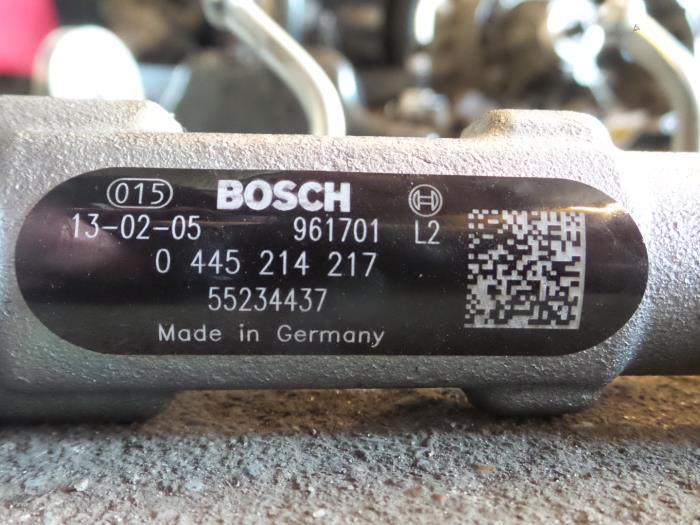 015 BOSCH
13-02-05 961701 L2
0 445 214 217
55234437
Made in Germany